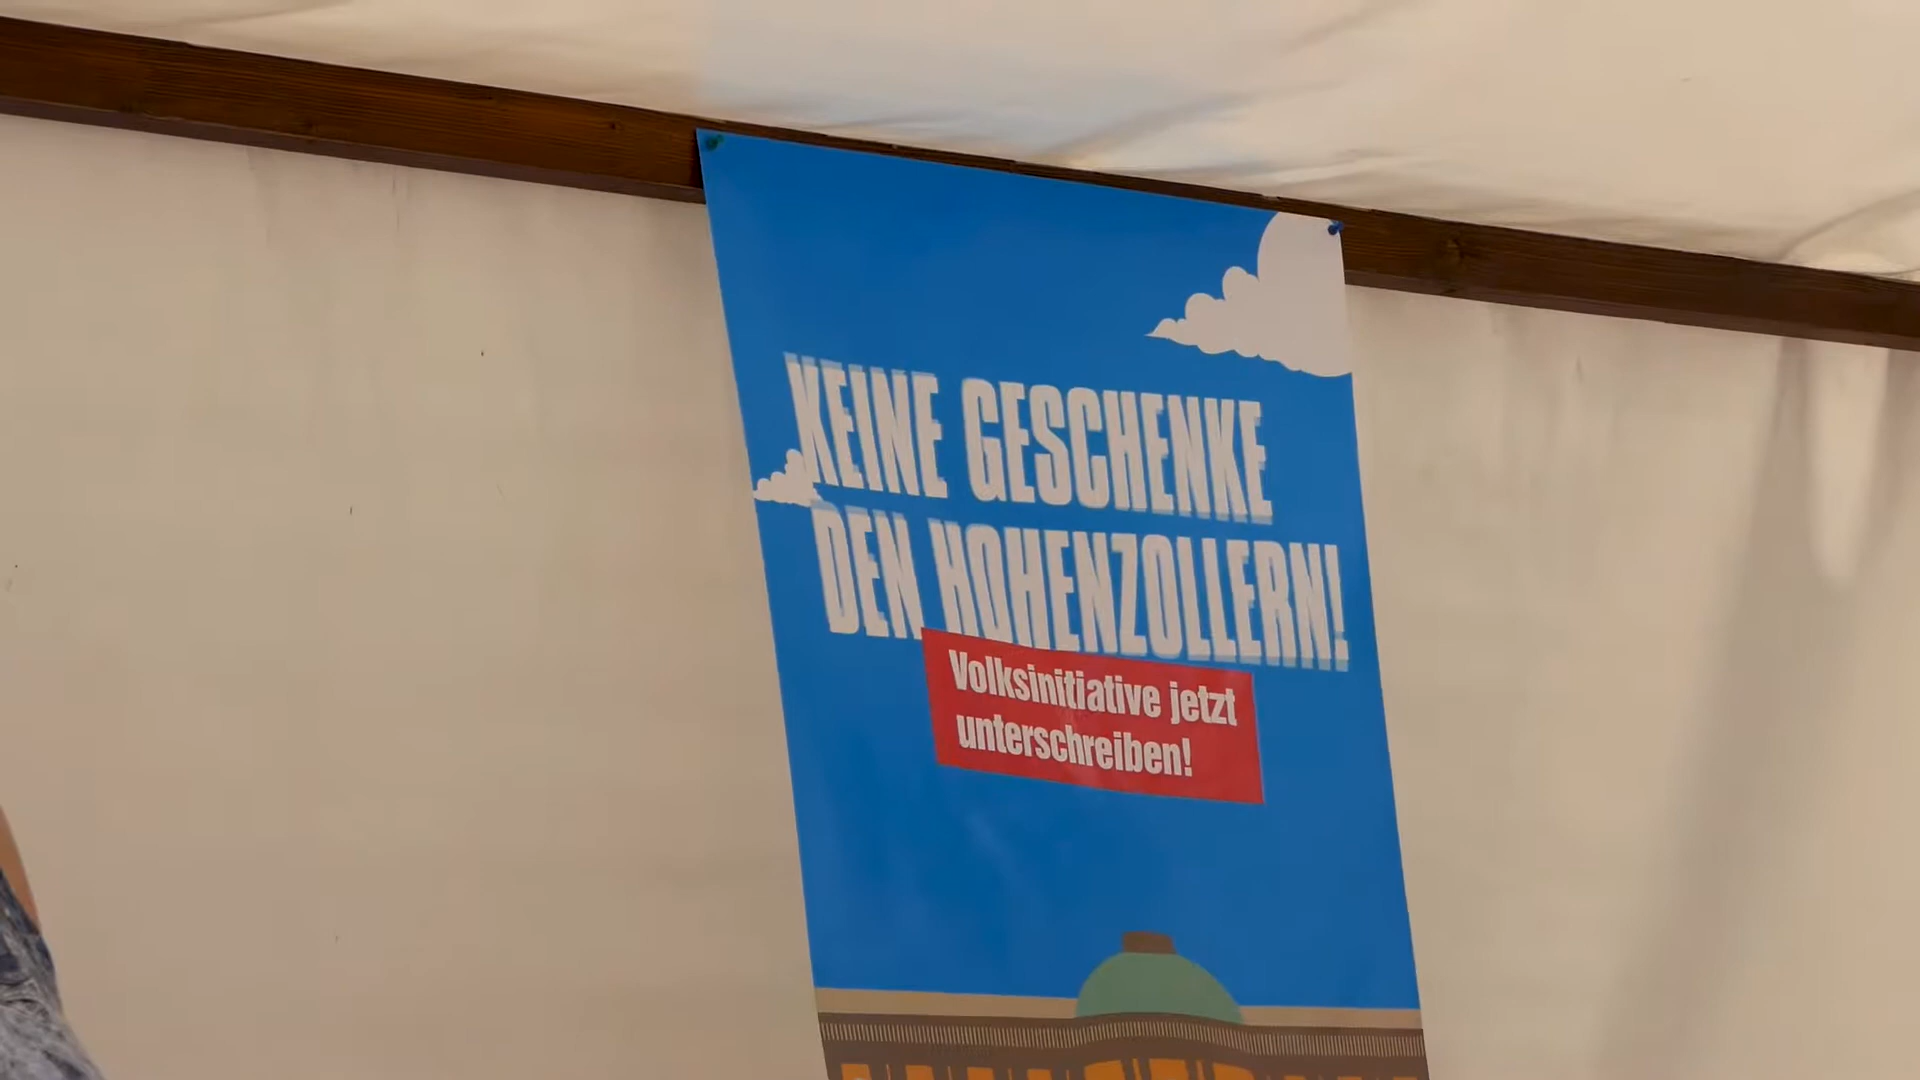 KEINE GESCHENKE
DEN HOHENZOLLERN!
Volksinitiative jetzt
unterschreiben!